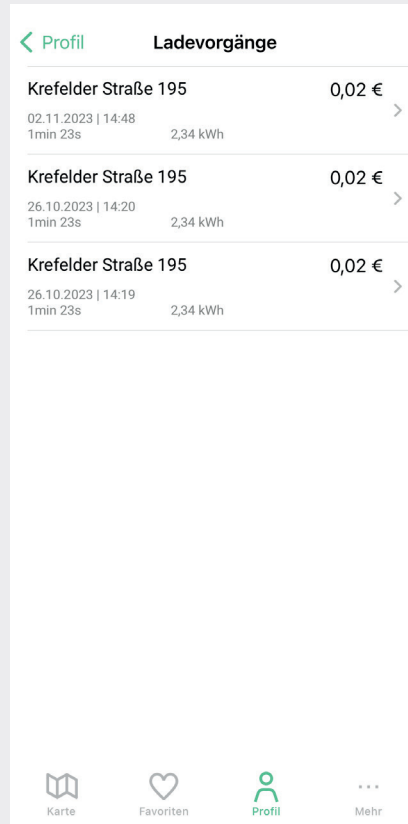 Profil Ladevorgänge
Krefelder Straße 195 0,02 €
02.11.2023 | 14:48
1min 23s 2,34 kWh
Krefelder Straße 195 0,02 €
26.10.2023 | 14:20
1min 23s 2,34 kWh
Krefelder Straße 195 0,02 €
26.10.2023 | 14:19
1min 23s 2,34 kWh
Karte Favoriten Profil Mehr